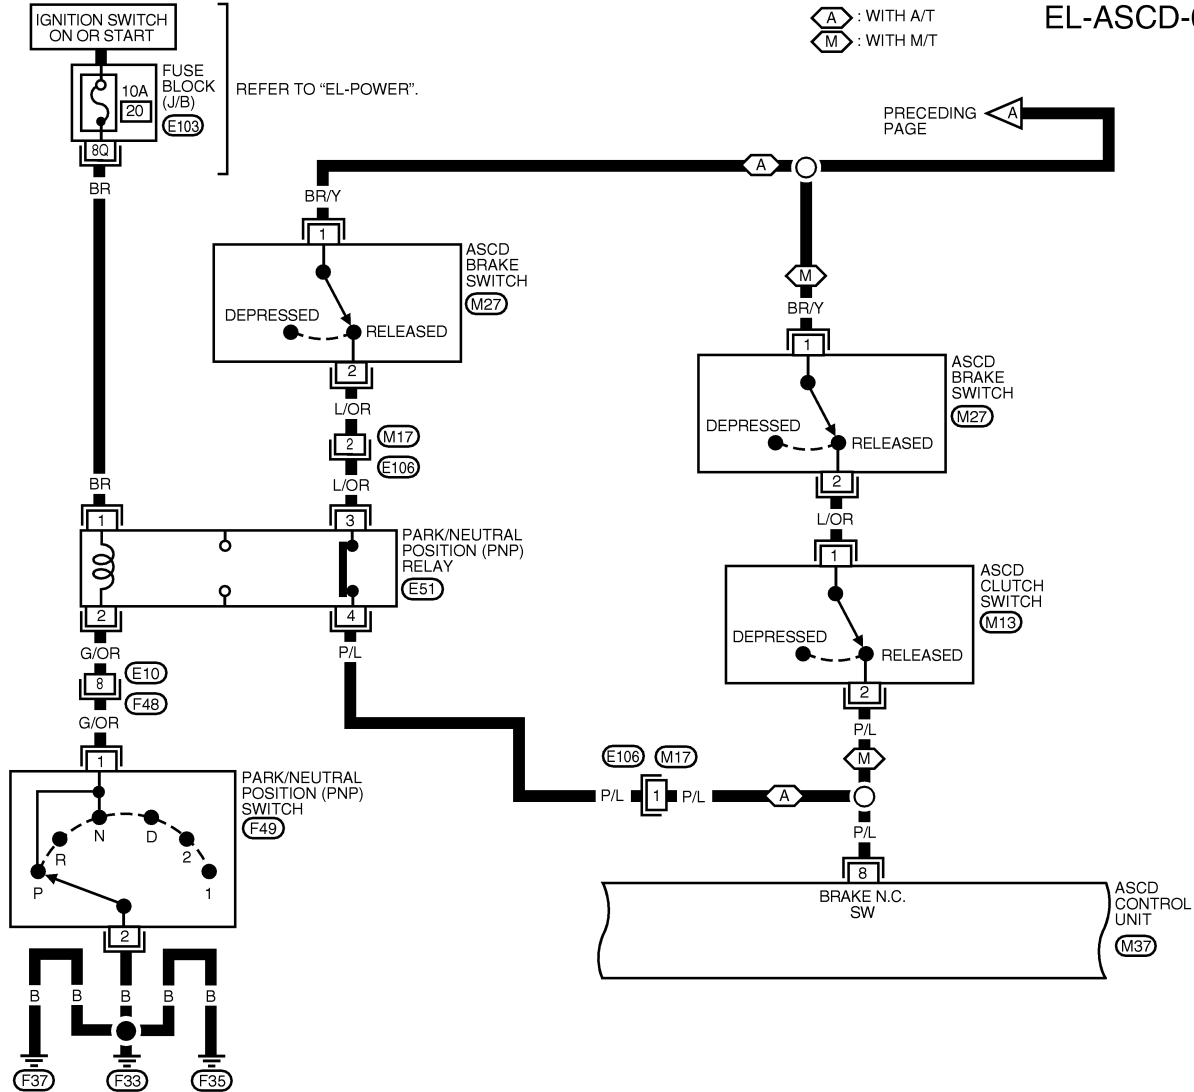 IGNITION SWITCH
ON OR START
10A
20
FUSE
BLOCK
(J/B)
E103
8Q
BR
REFER TO “EL-POWER”.
A : WITH A/T
M : WITH M/T
EL-ASCD-
PRECEDING
PAGE
A
A
BR/Y
1
ASCD
BRAKE
SWITCH
M27
DEPRESSED
RELEASED
2
L/OR
2
M17
E106
L/OR
M
BR/Y
1
ASCD
BRAKE
SWITCH
M27
DEPRESSED
RELEASED
2
L/OR
1
ASCD
CLUTCH
SWITCH
M13
DEPRESSED
RELEASED
2
P/L
M
BR
1
3
PARK/NEUTRAL
POSITION (PNP)
RELAY
E51
2
4
G/OR
P/L
8
E10
F48
G/OR
1
PARK/NEUTRAL
POSITION (PNP)
SWITCH
F49
N
D
R
2
P
1
2
B
B
B
B
B
F37
F33
F35
E106
M17
P/L
1
P/L
A
P/L
8
BRAKE N.C.
SW
ASCD
CONTROL
UNIT
M37